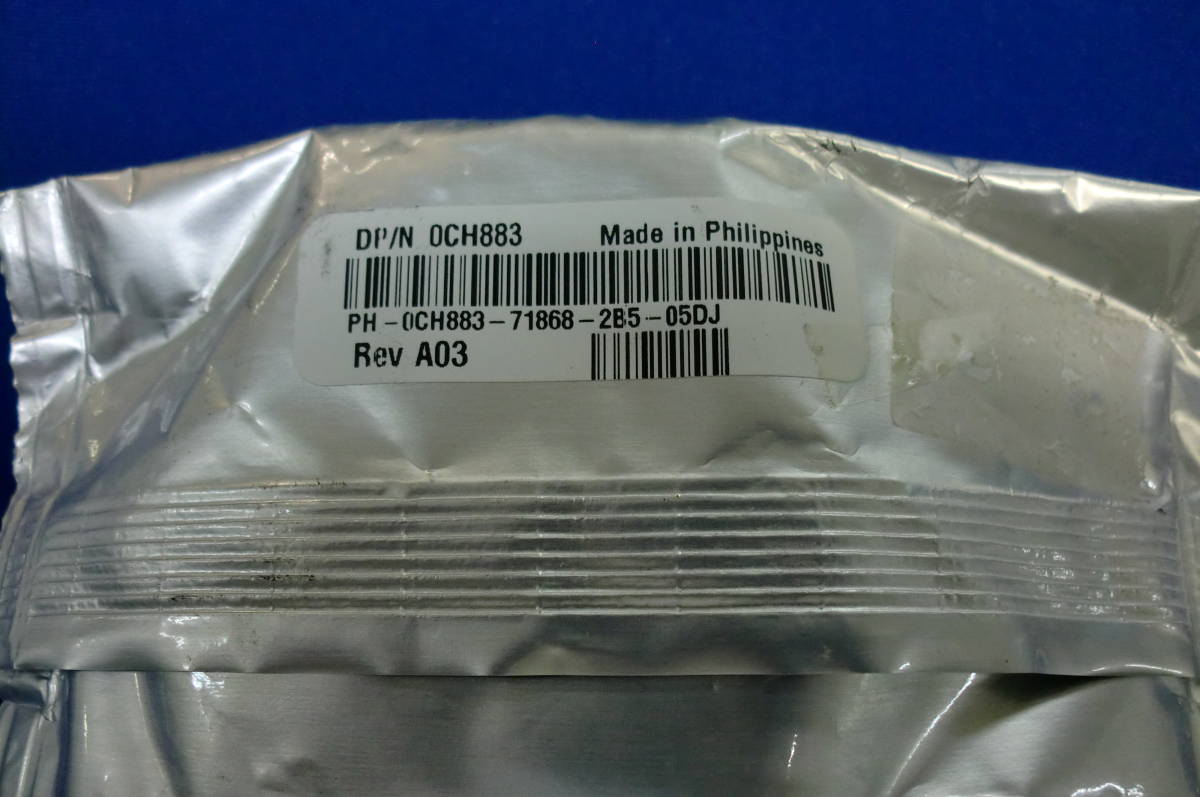 DP/N 0CH883 Made in Philippines
PH-0CH883-71868-2B5-05DJ
Rev A03